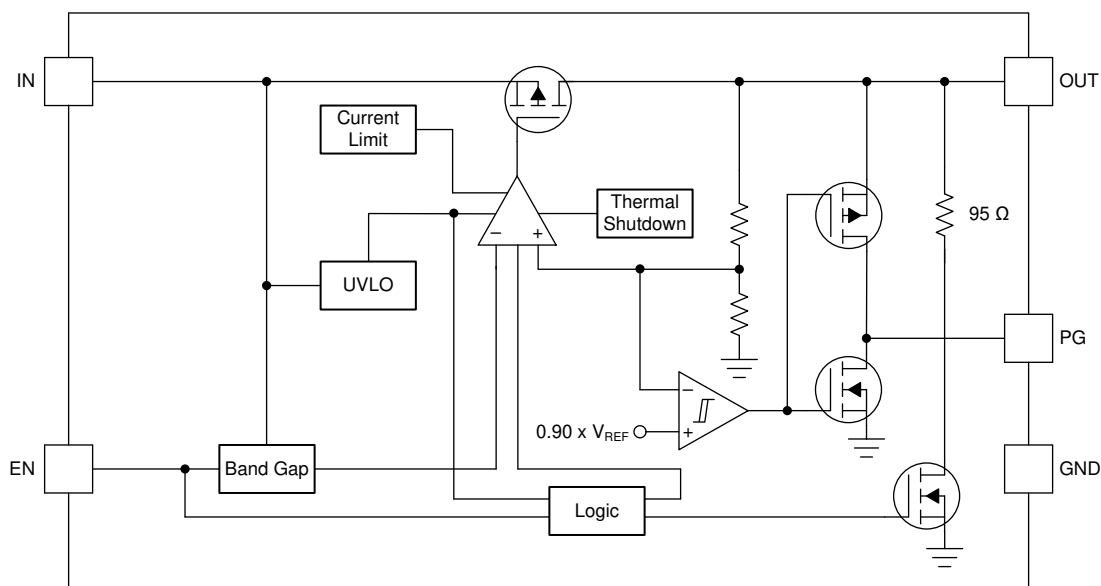 IN
OUT
Current
Limit
Thermal
Shutdown
95 Ω
−
+
UVLO
PG
−
0.90 x VREF
+
EN
Band Gap
GND
Logic